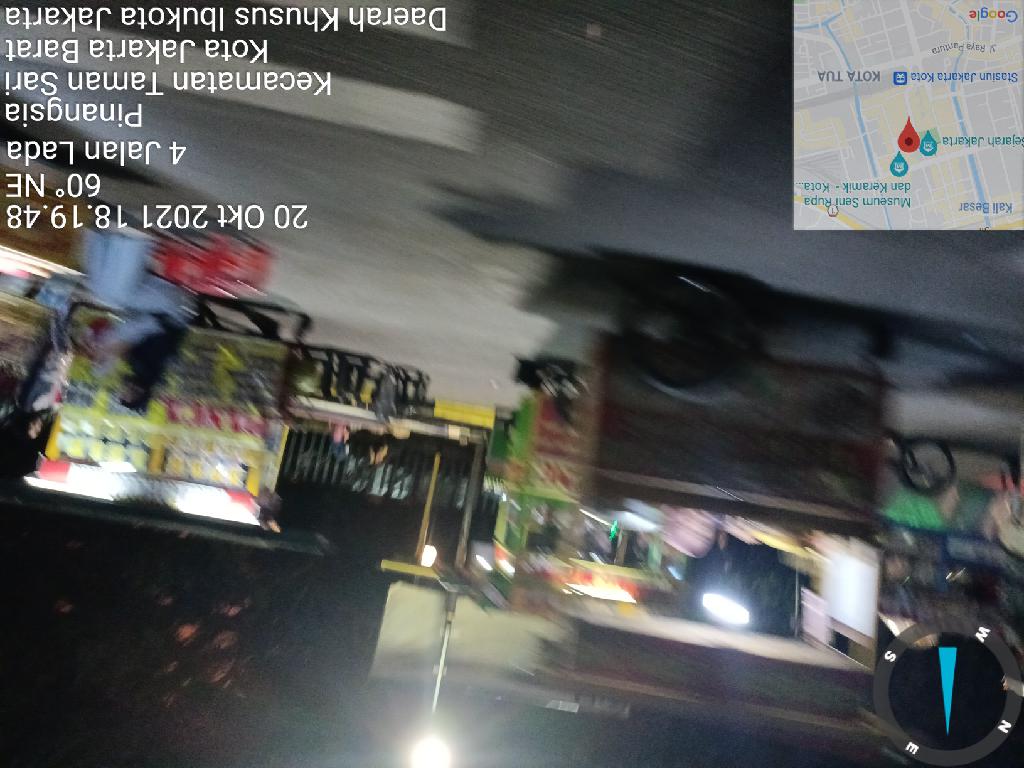 N
E
S
W
20 Okt 2021 18.19.48
60° NE
4 Jalan Lada
Pinangsia
Kecamatan Taman Sari
Kota Jakarta Barat
Daerah Khusus Ibukota Jakarta
Kali Besar
Museum Seni Rupa
dan Keramik - Kota...
Sejarah Jakarta
Stasiun Jakarta Kota
KOTA TUA
Jl. Raya Pantura
Google